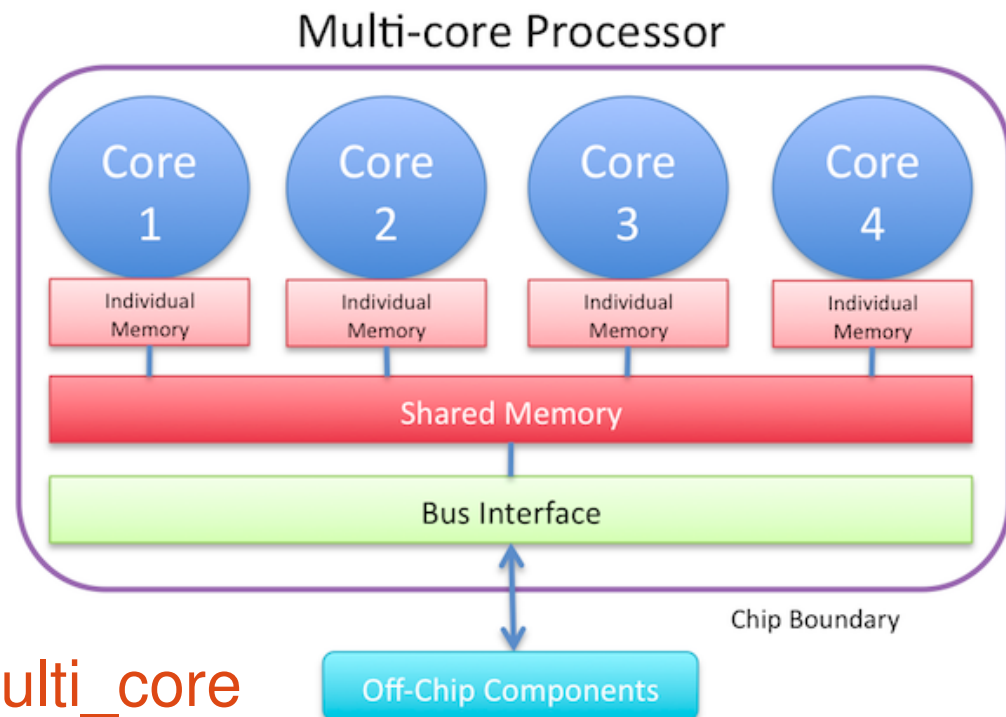 Multi-core Processor
Core
1
Core
2
Core
3
Core
4
Individual
Memory
Individual
Memory
Individual
Memory
Individual
Memory
Shared Memory
Bus Interface
Chip Boundary
Off-Chip Components
ulti_core